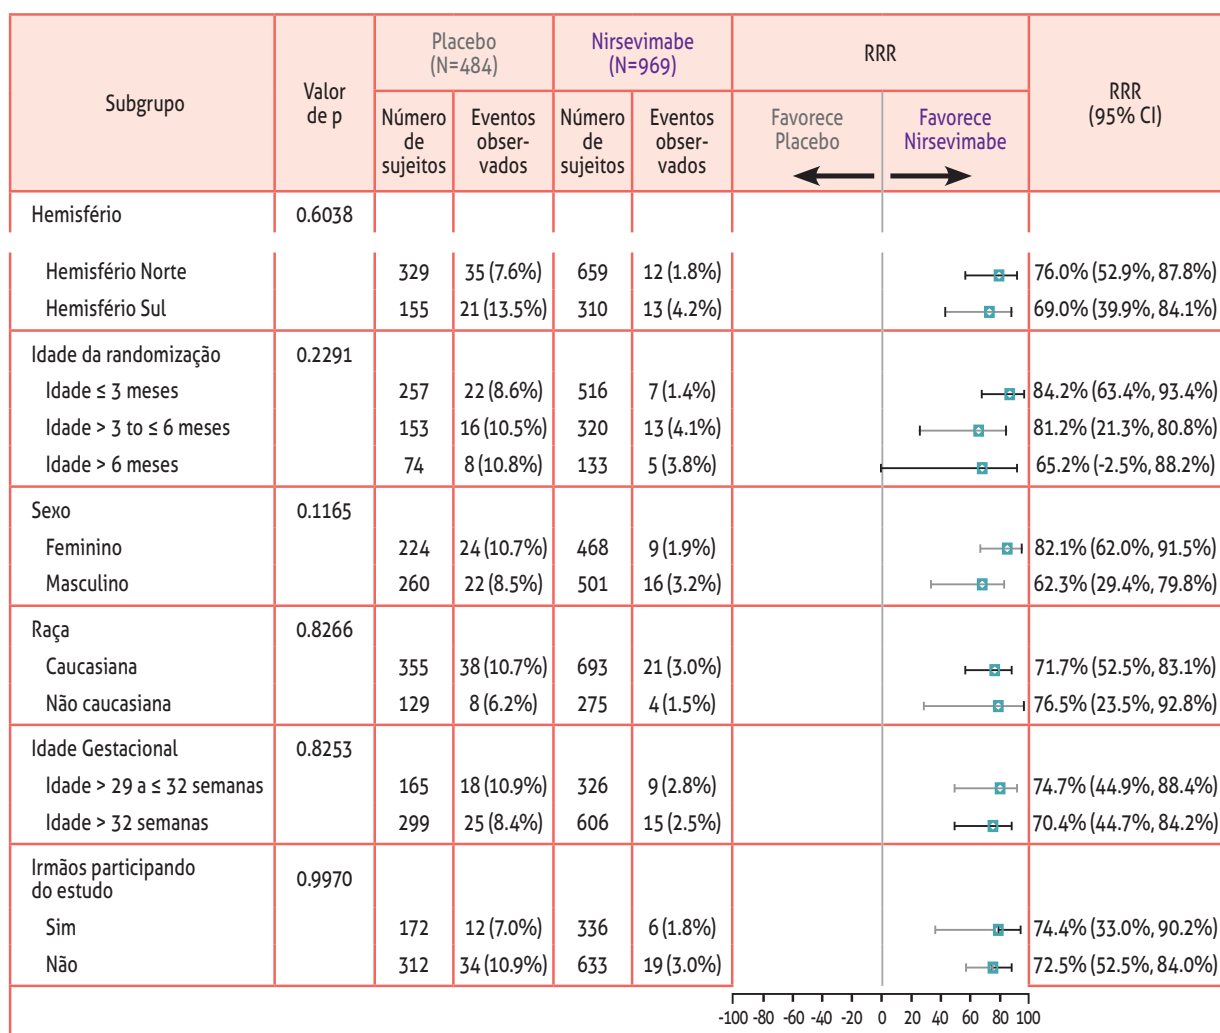 Subgrupo
Valor
de p
Placebo
(N=484)
Nirsevimabe
(N=969)
RRR
RRR
(95% CI)
Número
de
sujeitos
Eventos
obser-
vados
Número
de
sujeitos
Eventos
obser-
vados
Favorece
Placebo
Favorece
Nirsevimabe
Hemisfério 0.6038
Hemisfério Norte 329 35 (7.6%) 659 12 (1.8%) 76.0% (52.9%, 87.8%)
Hemisfério Sul 155 21 (13.5%) 310 13 (4.2%) 69.0% (39.9%, 84.1%)
Idade da randomização 0.2291
Idade ≤ 3 meses 257 22 (8.6%) 516 7 (1.4%) 84.2% (63.4%, 93.4%)
Idade > 3 to ≤ 6 meses 153 16 (10.5%) 320 13 (4.1%) 81.2% (21.3%, 80.8%)
Idade > 6 meses 74 8 (10.8%) 133 5 (3.8%) 65.2% (-2.5%, 88.2%)
Sexo 0.1165
Feminino 224 24 (10.7%) 468 9 (1.9%) 82.1% (62.0%, 91.5%)
Masculino 260 22 (8.5%) 501 16 (3.2%) 62.3% (29.4%, 79.8%)
Raça 0.8266
Caucasiana 355 38 (10.7%) 693 21 (3.0%) 71.7% (52.5%, 83.1%)
Não caucasiana 129 8 (6.2%) 275 4 (1.5%) 76.5% (23.5%, 92.8%)
Idade Gestacional 0.8253
Idade > 29 a ≤ 32 semanas 165 18 (10.9%) 326 9 (2.8%) 74.7% (44.9%, 88.4%)
Idade > 32 semanas 299 25 (8.4%) 606 15 (2.5%) 70.4% (44.7%, 84.2%)
Irmãos participando
do estudo 0.9970
Sim 172 12 (7.0%) 336 6 (1.8%) 74.4% (33.0%, 90.2%)
Não 312 34 (10.9%) 633 19 (3.0%) 72.5% (52.5%, 84.0%)
-100 -80 -60 -40 -20 0 20 40 60 80 100